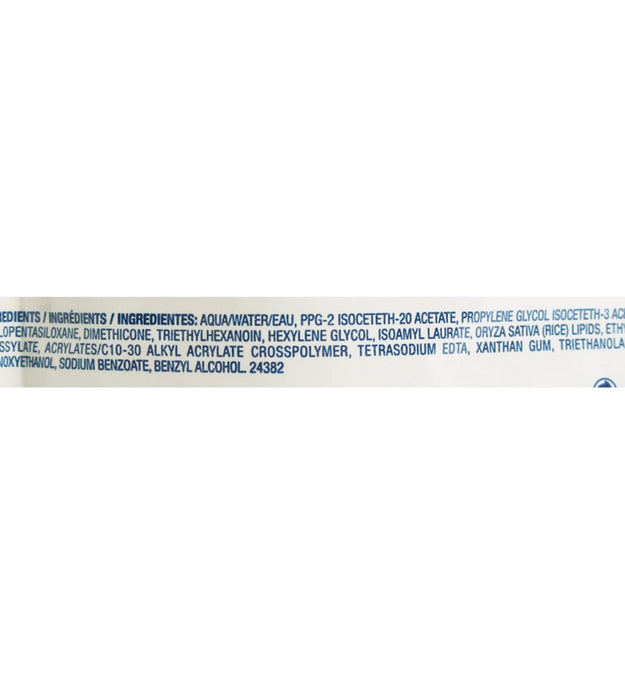 REDIENTS / INGRÉDIENTS / INGREDIENTES: AQUA/WATER/EAU, PPG-2 ISOCETETH-20 ACETATE, PROPYLENE GLYCOL ISOCETETH-3 ACE
LOPENTASILOXANE, DIMETHICONE, TRIETHYLHEXANOIN, HEXYLENE GLYCOL, ISOAMYL LAURATE, ORYZA SATIVA (RICE) LIPIDS, ETHY
SSYLATE, ACRYLATES/C10-30 ALKYL ACRYLATE CROSSPOLYMER, TETRASODIUM EDTA, XANTHAN GUM, TRIETHANOLA
NOXYETHANOL, SODIUM BENZOATE, BENZYL ALCOHOL. 24382